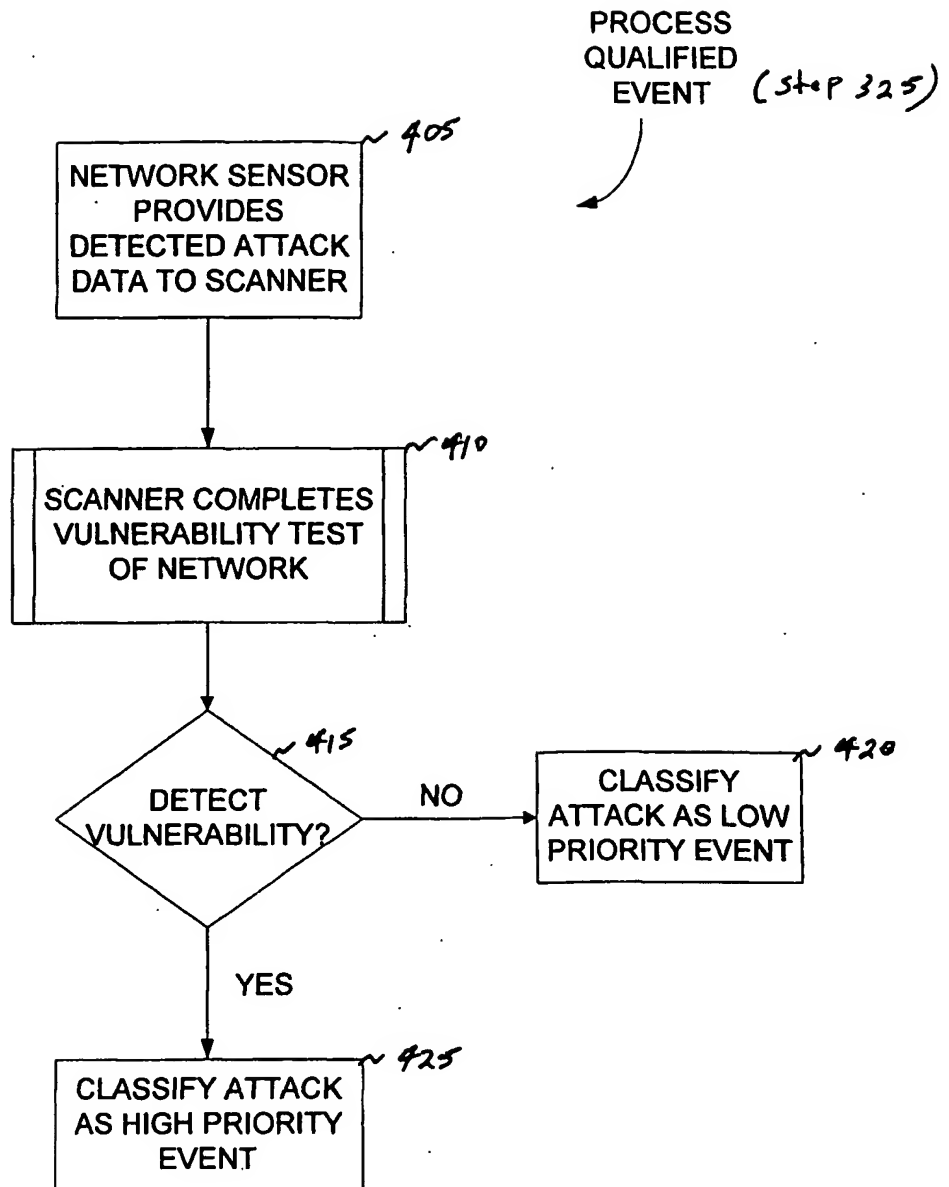 PROCESS
QUALIFIED
EVENT (step 325)
405
NETWORK SENSOR
PROVIDES
DETECTED ATTACK
DATA TO SCANNER
410
SCANNER COMPLETES
VULNERABILITY TEST
OF NETWORK
415
DETECT
VULNERABILITY?
NO
420
CLASSIFY
ATTACK AS LOW
PRIORITY EVENT
YES
425
CLASSIFY ATTACK
AS HIGH PRIORITY
EVENT